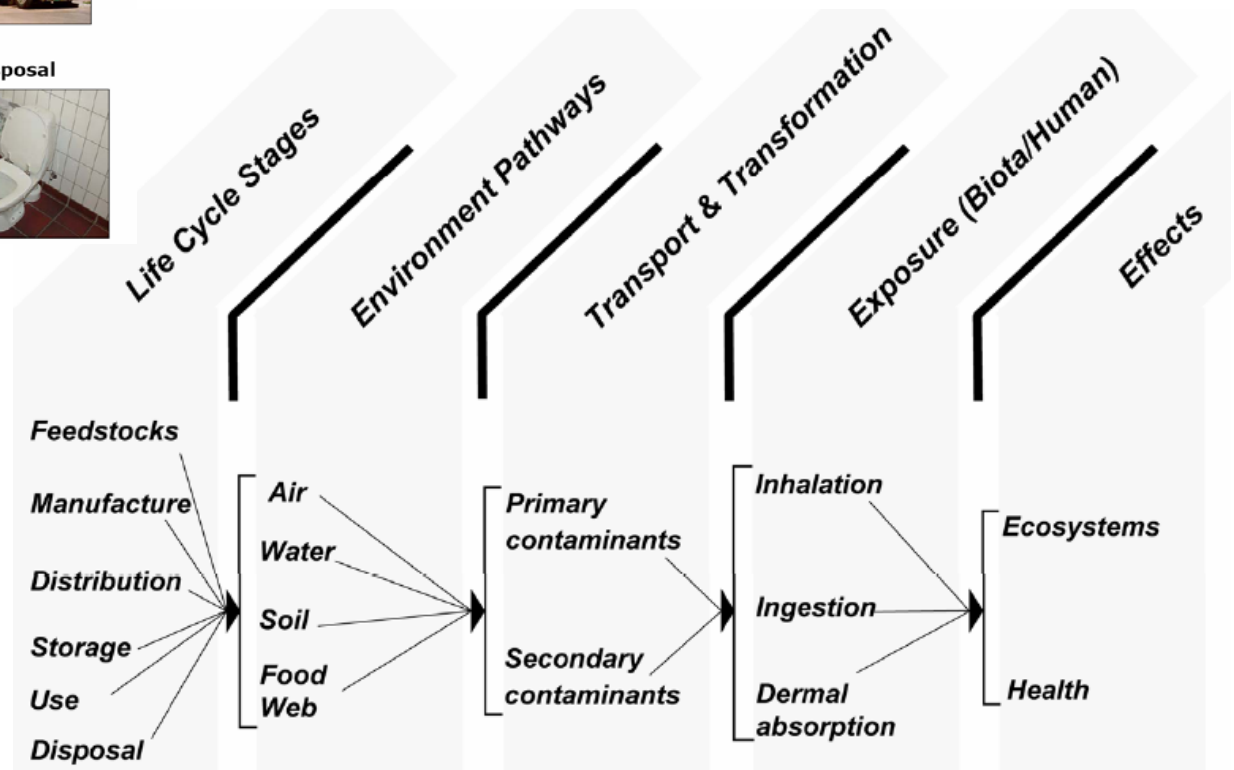 posal
Life Cycle Stages
Environment Pathways
Transport & Transformation
Exposure (Biota/Human)
Effects
Feedstocks
Manufacture
Distribution
Storage
Use
Disposal
Air
Water
Soil
Food
Web
Primary
contaminants
Secondary
contaminants
Inhalation
Ingestion
Dermal
absorption
Ecosystems
Health